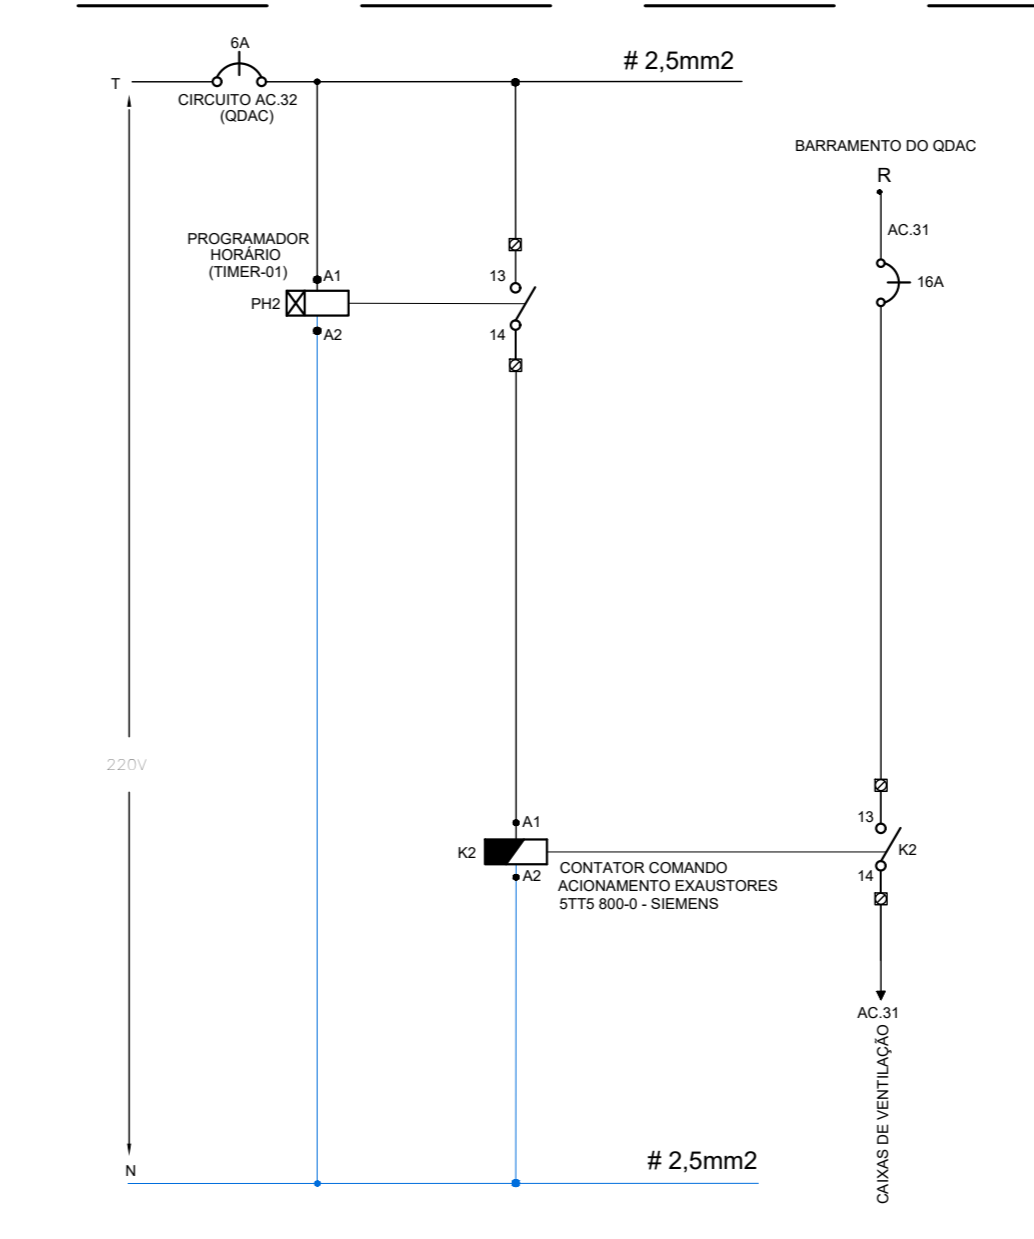 6A
# 2,5mm2
T
CIRCUITO AC.32
(QDAC)
BARRAMENTO DO QDAC
R
AC.31
16A
PROGRAMADOR
HORÁRIO
(TIMER-01)
A1
PH2
A2
13
14
220V
A1
K2
A2
CONTATOR COMANDO
ACIONAMENTO EXAUSTORES
5TT5 800-0 - SIEMENS
13
K2
14
AC.31
CAIXAS DE VENTILAÇÃO
N
# 2,5mm2